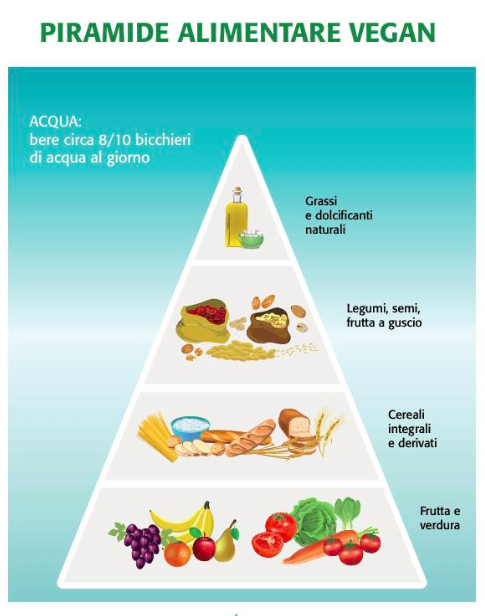 PIRAMIDE ALIMENTARE VEGAN
ACQUA:
bere circa 8/10 bicchieri
di acqua al giorno
Grassi
e dolcificanti
naturali
Legumi, semi,
frutta a guscio
Cereali
integrali
e derivati
Frutta e
verdura